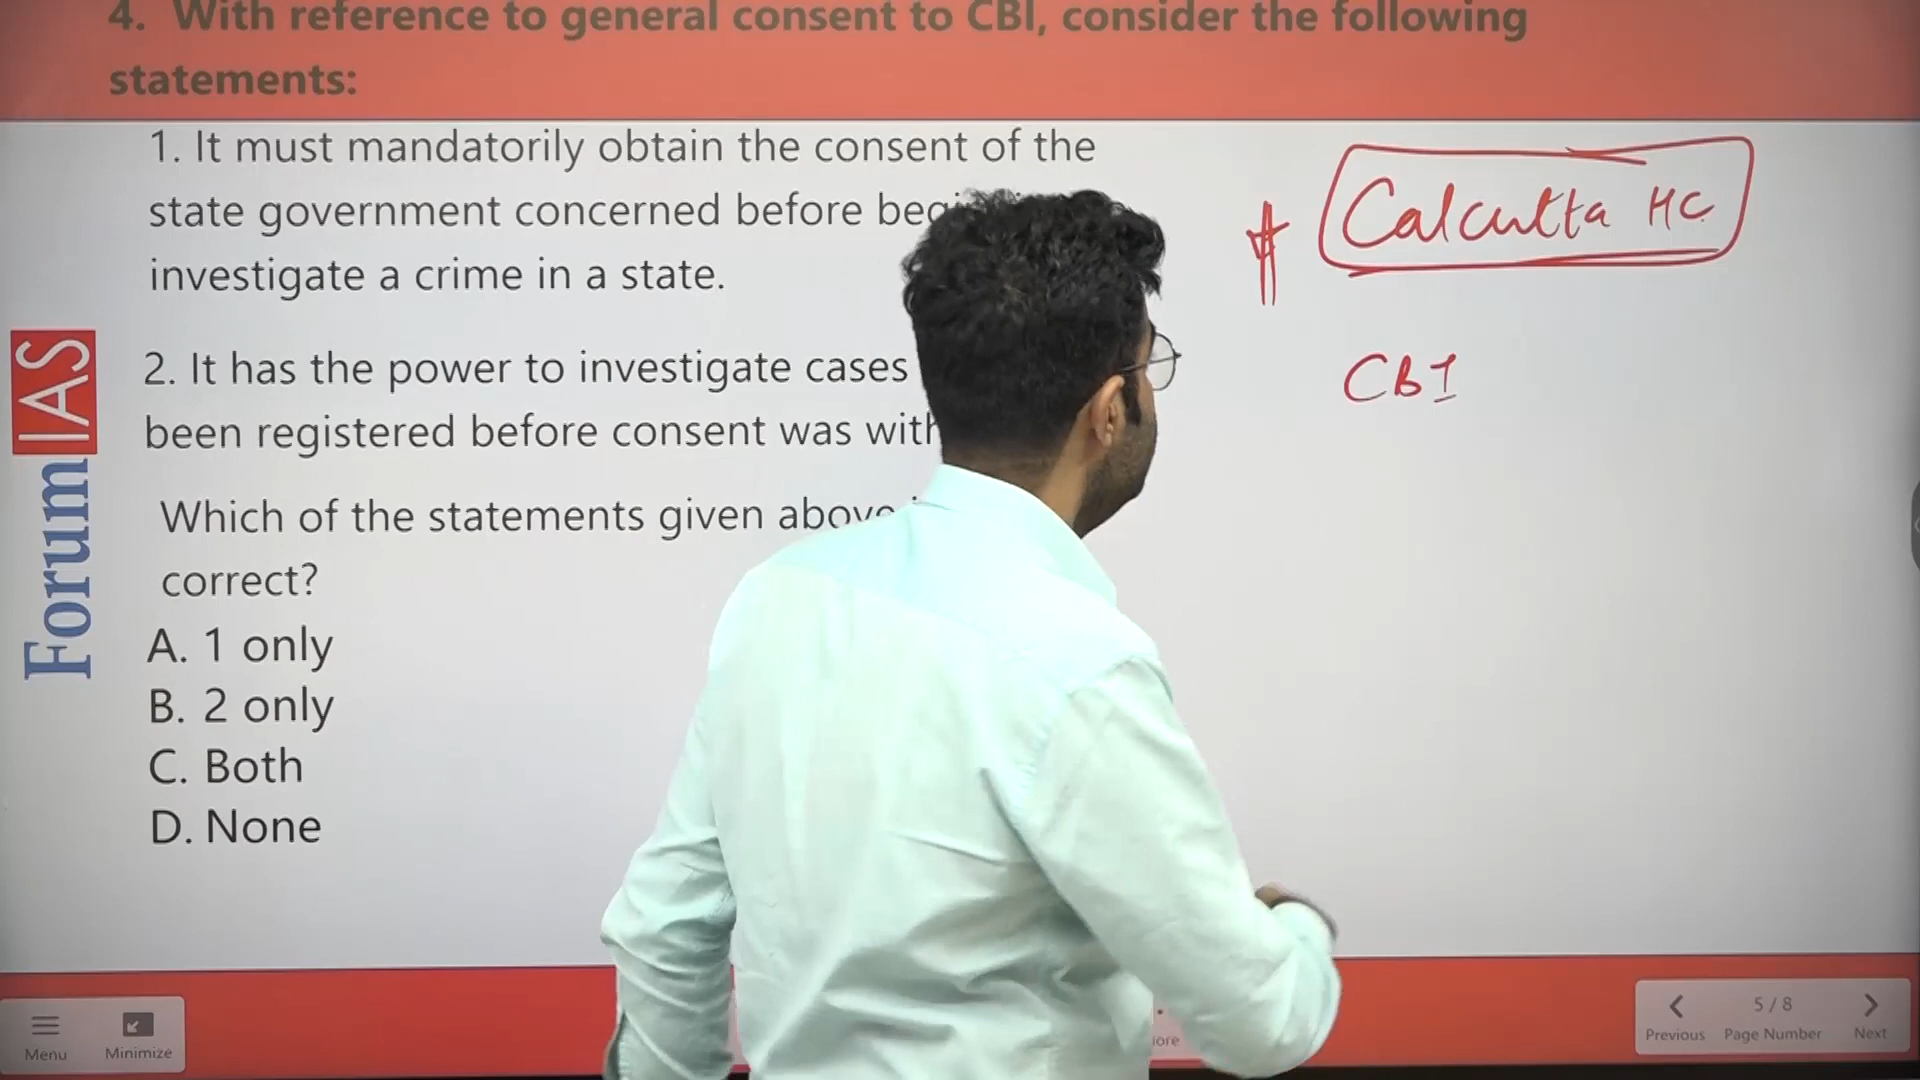 4. With reference to general consent to CBI, consider the following
statements:
1. It must mandatorily obtain the consent of the
state government concerned before
investigate a crime in a state.
2. It has the power to investigate cases
been registered before consent was
Which of the statements given above
correct?
A. 1 only
B. 2 only
C. Both
D. None
Calcutta HC
CBI
Forum IAS
Menu
Minimize
5/8
Previous
Page Number
Next